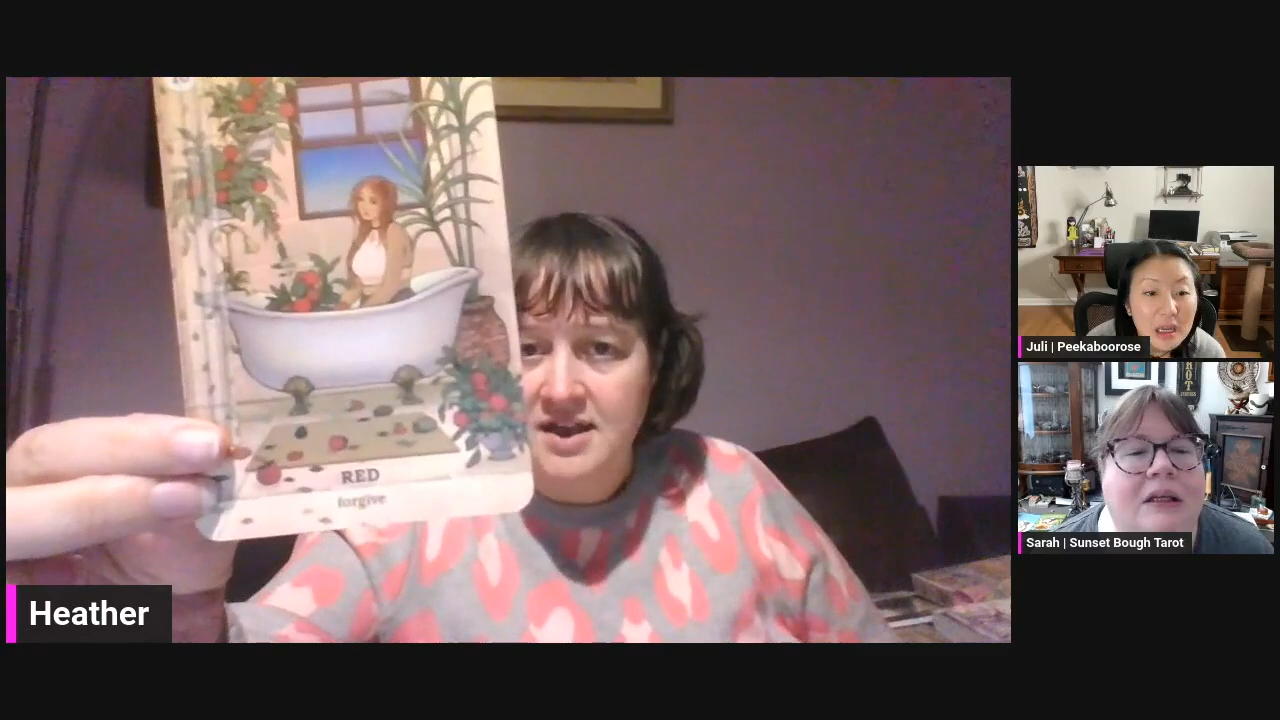 RED
forgive
Heather
Juli | Peekaboorose
Sarah | Sunset Bough Tarot